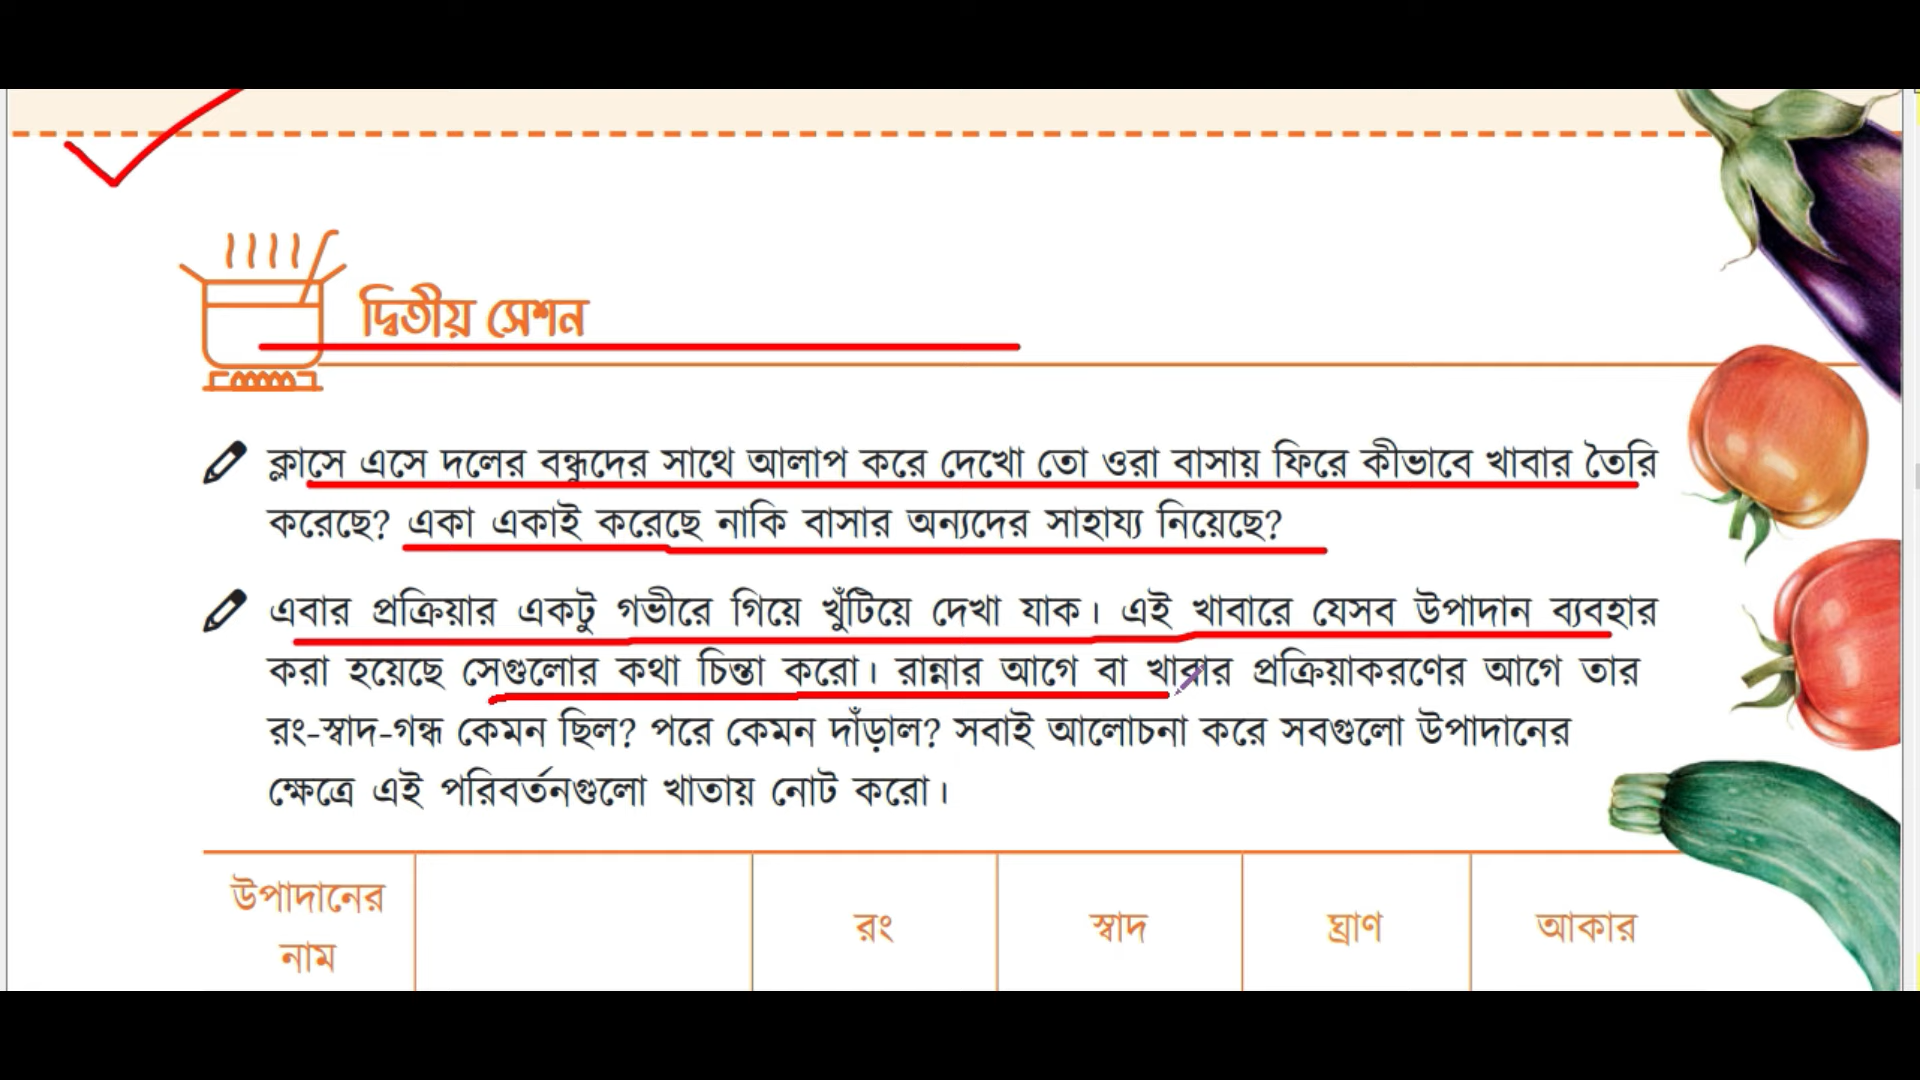 দ্বিতীয় সেশন
ক্লাসে এসে দলের বন্ধুদের সাথে আলাপ করে দেখো তো ওরা বাসায় ফিরে কীভাবে খাবার তৈরি
করেছে? একা একাই করেছে নাকি বাসার অন্যদের সাহায্য নিয়েছে?
এবার প্রক্রিয়ার একটু গভীরে গিয়ে খুঁটিয়ে দেখা যাক। এই খাবারে যেসব উপাদান ব্যবহার
করা হয়েছে সেগুলোর কথা চিন্তা করো। রান্নার আগে বা খাবার প্রক্রিয়াকরণের আগে তার
রং-স্বাদ-গন্ধ কেমন ছিল? পরে কেমন দাঁড়াল? সবাই আলোচনা করে সবগুলো উপাদানের
ক্ষেত্রে এই পরিবর্তনগুলো খাতায় নোট করো।
উপাদানের
নাম
রং
স্বাদ
ঘ্রাণ
আকার